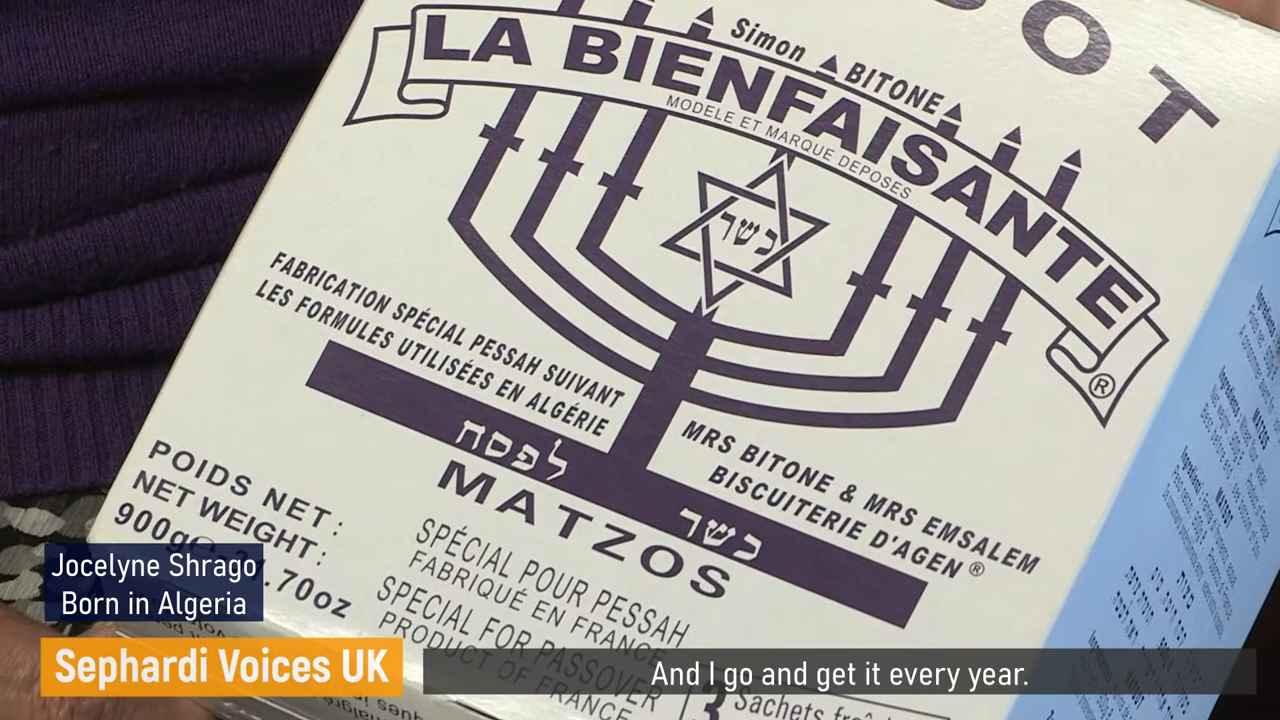 OT
Simon BITONE
LA BIENFAISANTE
MODELE ET MARQUE DEPOSES
כשר
FABRICATION SPÉCIAL PESSAH SUIVANT
LES FORMULES UTILISÉES EN ALGÉRIE
MRS BITONE & MRS EMSALEM
BISCUITERIE D'AGEN ®
לפסח
כשר
MATZOS
POIDS NET:
NET WEIGHT:
900g .70oz
SPÉCIAL POUR PESSAH
FABRIQUÉ EN FRANCE
SPECIAL FOR PASSOVER
PRODUCT OF FRANCE
3 Sachets
®
Jocelyne Shrago
Born in Algeria
Sephardi Voices UK
And I go and get it every year.